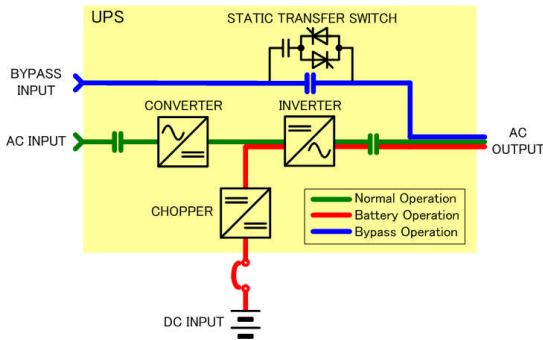 UPS
STATIC TRANSFER SWITCH
BYPASS
INPUT
CONVERTER
INVERTER
AC INPUT
AC
OUTPUT
CHOPPER
Normal Operation
Battery Operation
Bypass Operation
DC INPUT